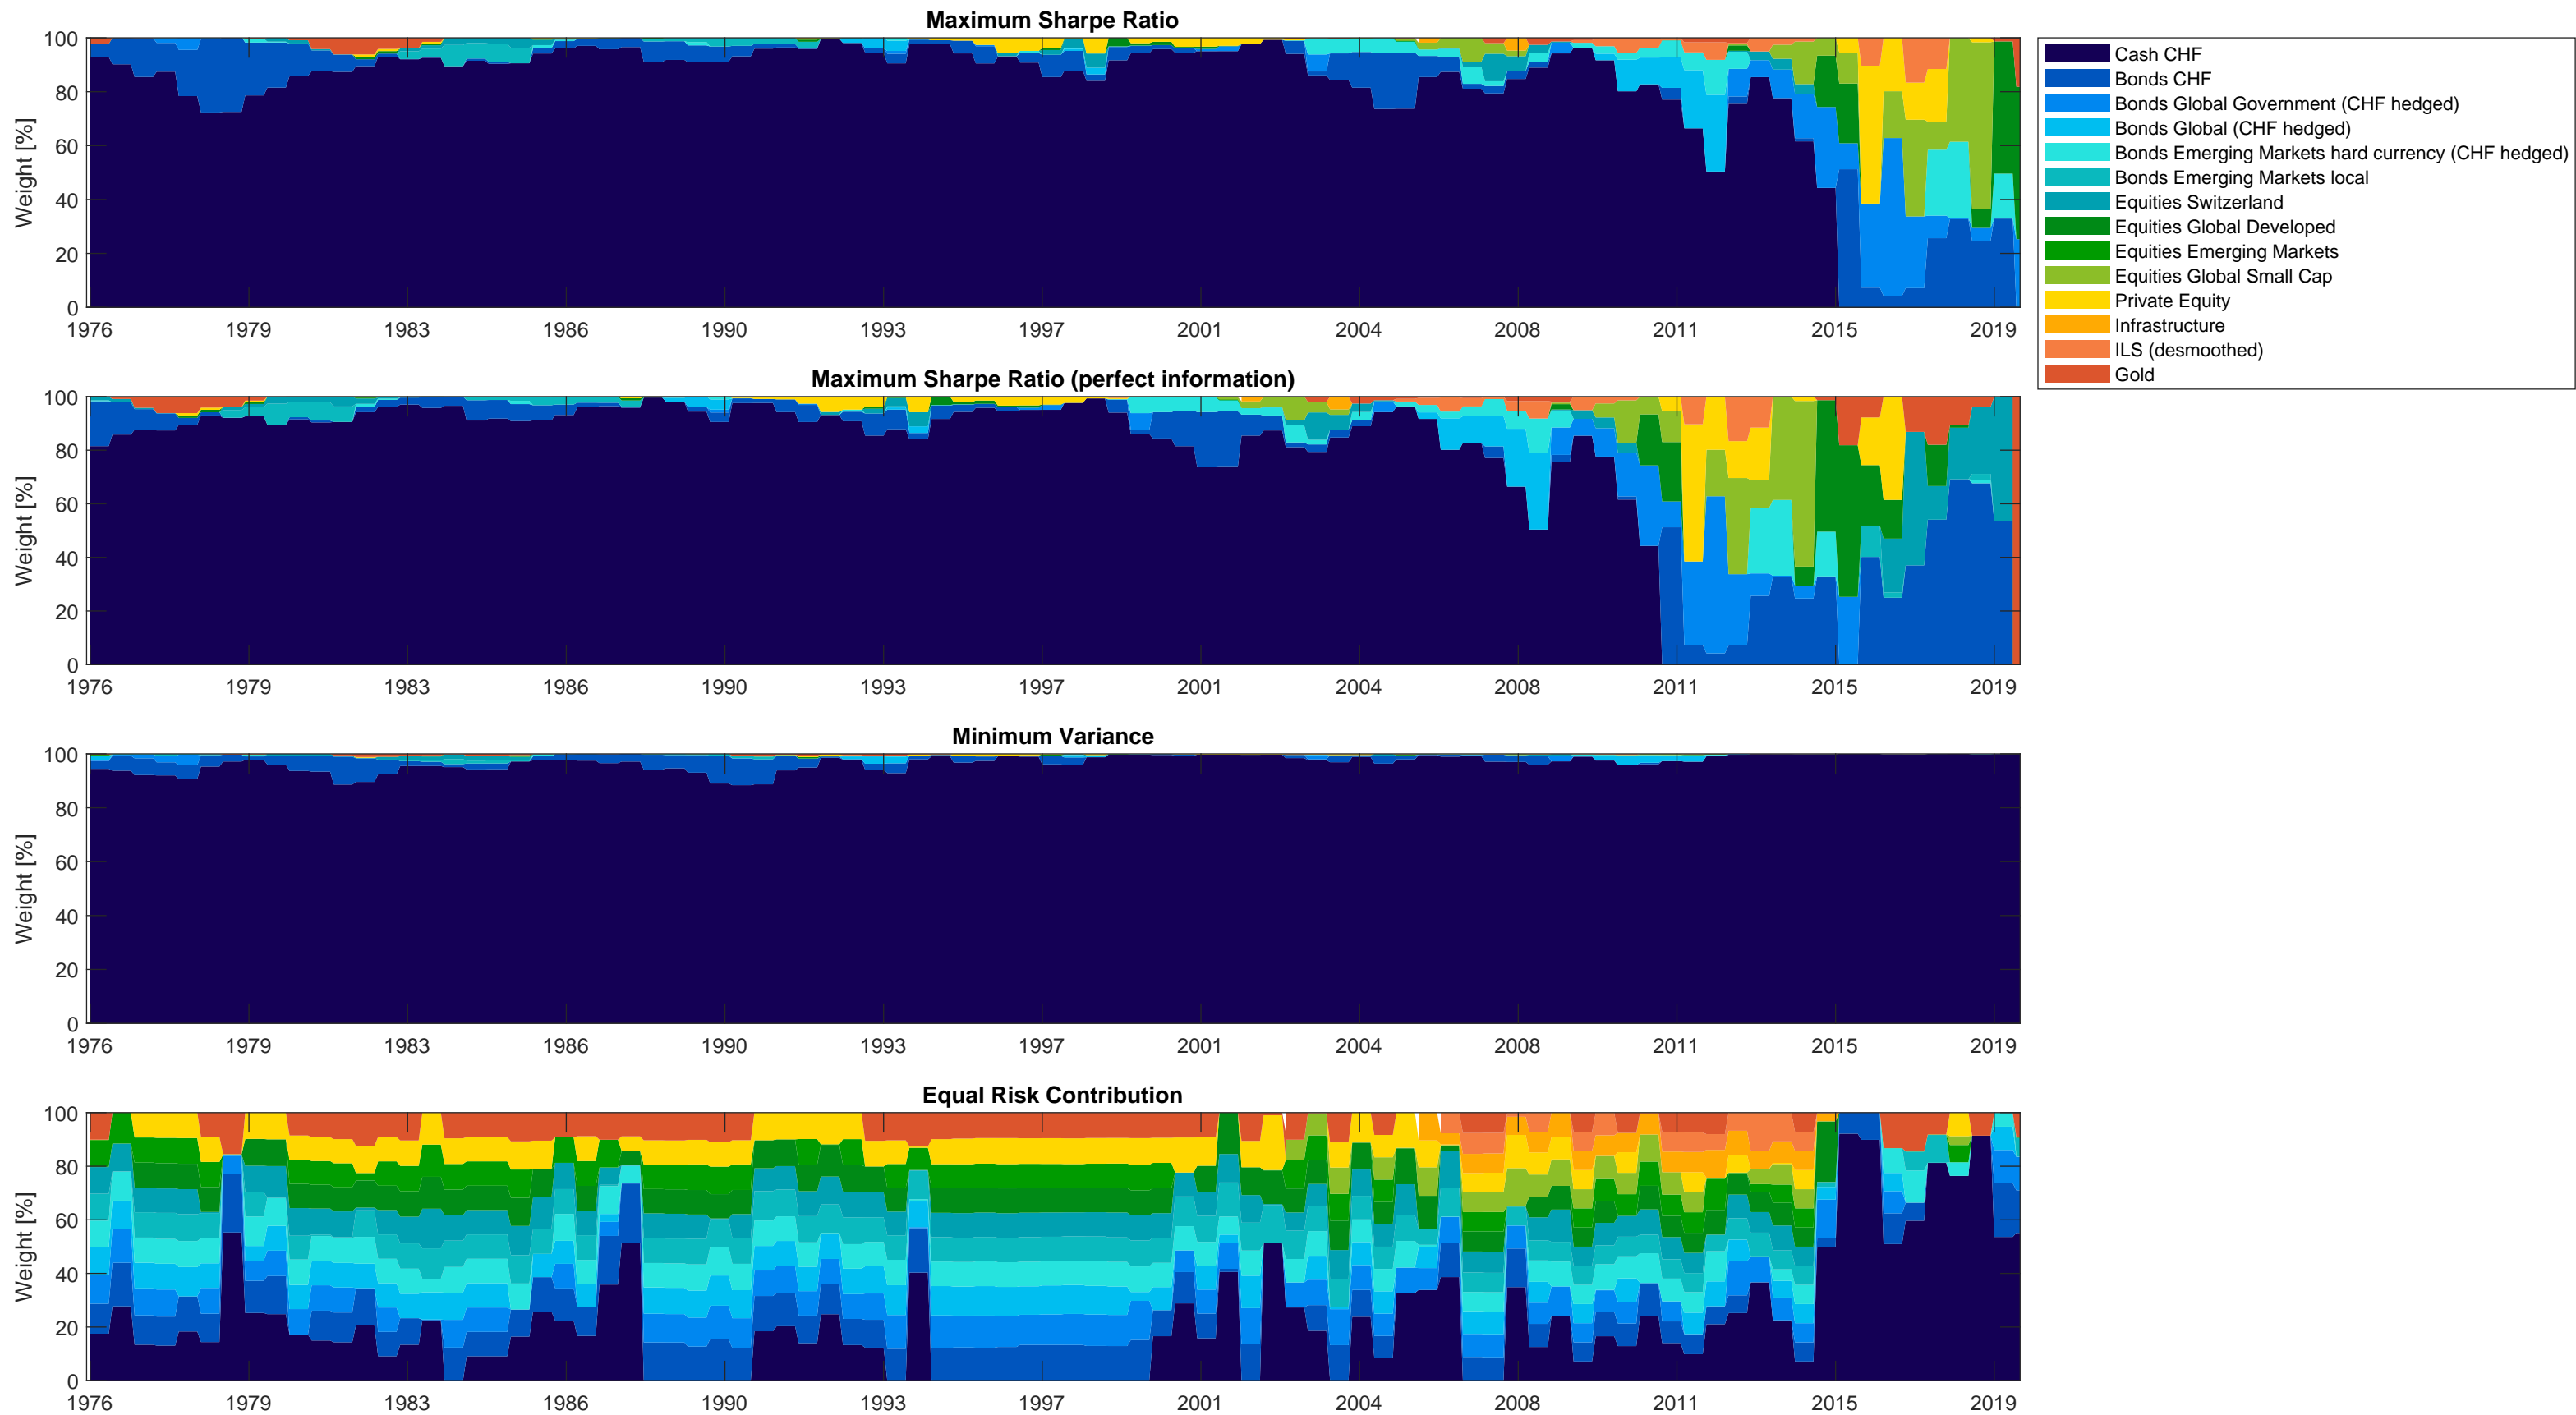 Maximum Sharpe Ratio
Weight [%]
100
80
60
40
20
0
1976 1979 1983 1986 1990 1993 1997 2001 2004 2008 2011 2015 2019
Cash CHF
Bonds CHF
Bonds Global Government (CHF hedged)
Bonds Global (CHF hedged)
Bonds Emerging Markets hard currency (CHF hedged)
Bonds Emerging Markets local
Equities Switzerland
Equities Global Developed
Equities Emerging Markets
Equities Global Small Cap
Private Equity
Infrastructure
ILS (desmoothed)
Gold
Maximum Sharpe Ratio (perfect information)
Weight [%]
100
80
60
40
20
0
1976 1979 1983 1986 1990 1993 1997 2001 2004 2008 2011 2015 2019
Minimum Variance
Weight [%]
100
80
60
40
20
0
1976 1979 1983 1986 1990 1993 1997 2001 2004 2008 2011 2015 2019
Equal Risk Contribution
Weight [%]
100
80
60
40
20
0
1976 1979 1983 1986 1990 1993 1997 2001 2004 2008 2011 2015 2019